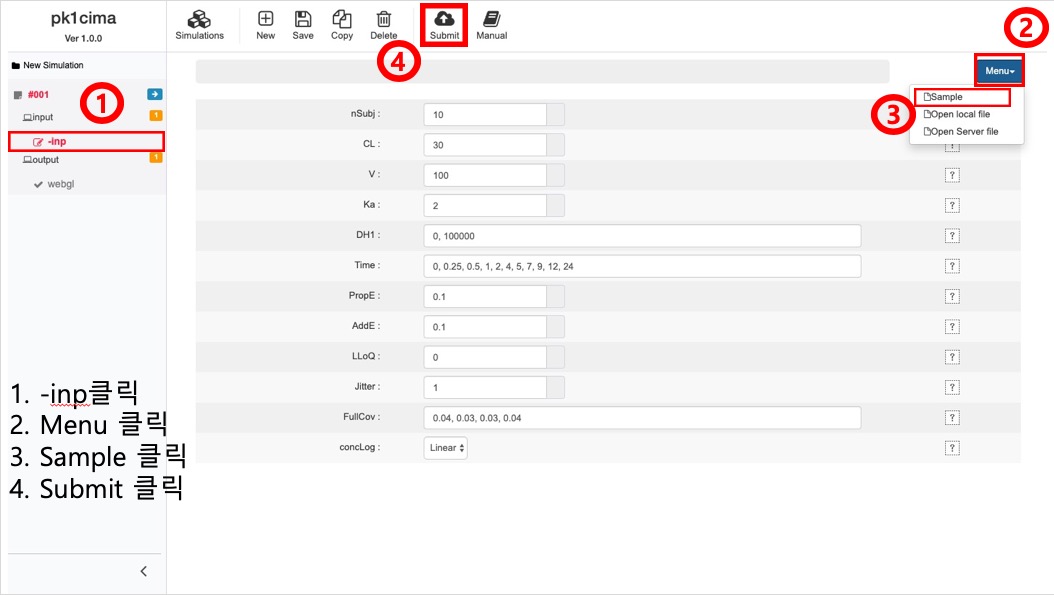 pk1cima
Ver 1.0.0
Simulations
New
Save
Copy
Delete
Submit
Manual
2
4
New Simulation
Menu
#001
1
input
1
-inp
output
1
webgl
3
Sample
Open local file
Open Server file
nSubj : 10
CL : 30 ?
V : 100 ?
Ka : 2 ?
DH1 : 0, 100000 ?
Time : 0, 0.25, 0.5, 1, 2, 4, 5, 7, 9, 12, 24 ?
PropE : 0.1 ?
AddE : 0.1 ?
LLoQ : 0 ?
Jitter : 1 ?
FullCov : 0.04, 0.03, 0.03, 0.04 ?
concLog : Linear ?
1. -inp클릭
2. Menu 클릭
3. Sample 클릭
4. Submit 클릭